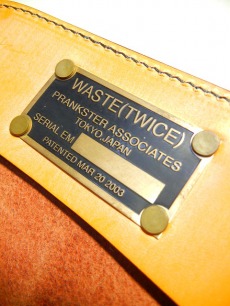 WASTE(TWICE)
PRANKSTER ASSOCIATES
TOKYO,JAPAN
SERIAL EM
PATENTED MAR 20 2003